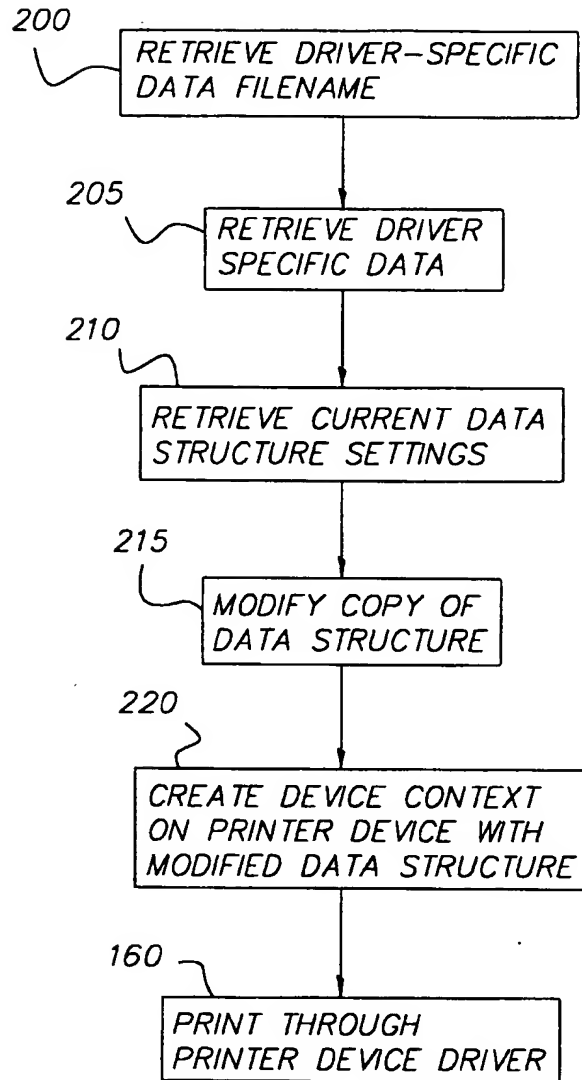 200
RETRIEVE DRIVER-SPECIFIC
DATA FILENAME
205
RETRIEVE DRIVER
SPECIFIC DATA
210
RETRIEVE CURRENT DATA
STRUCTURE SETTINGS
215
MODIFY COPY OF
DATA STRUCTURE
220
CREATE DEVICE CONTEXT
ON PRINTER DEVICE WITH
MODIFIED DATA STRUCTURE
160
PRINT THROUGH
PRINTER DEVICE DRIVER